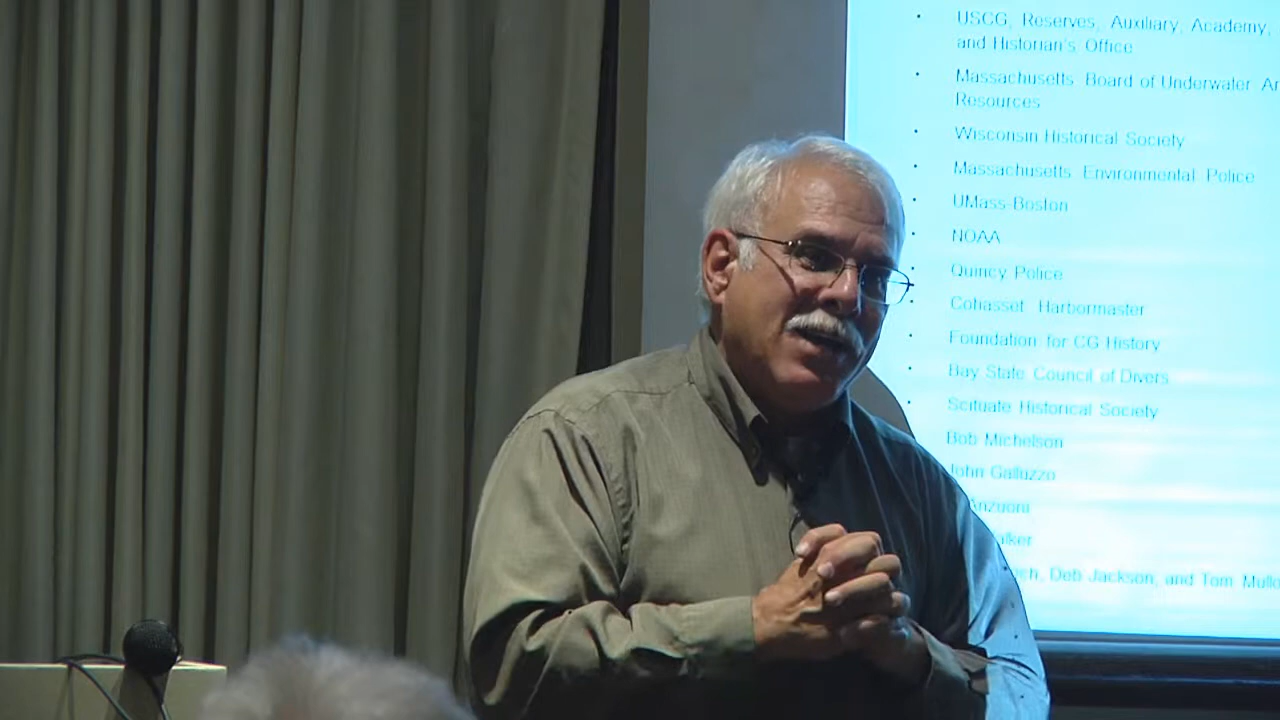 USCG, Reserves, Auxiliary, Academy,
and Historian's Office
Massachusetts Board of Underwater
Resources
Wisconsin Historical Society
Massachusetts Environmental Police
UMass-Boston
NOAA
Quincy Police
Cohasset Harbormaster
Foundation for CG History
Bay State Council of Divers
Scituate Historical Society
Bob Michelson
John Galluzzo
Anzuoni
Deb Jackson, and Tom